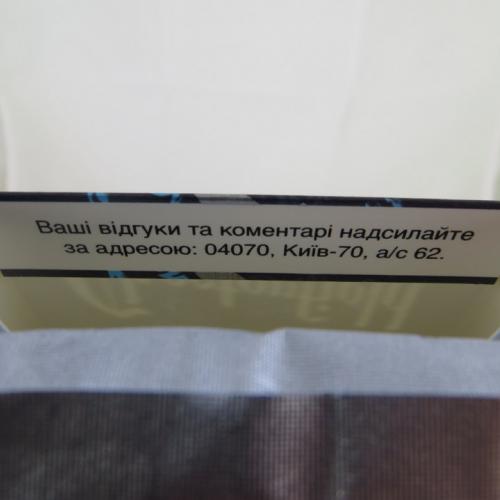 Ваші відгуки та коментарі надсилайте
за адресою: 04070, Київ-70, а/с 62.